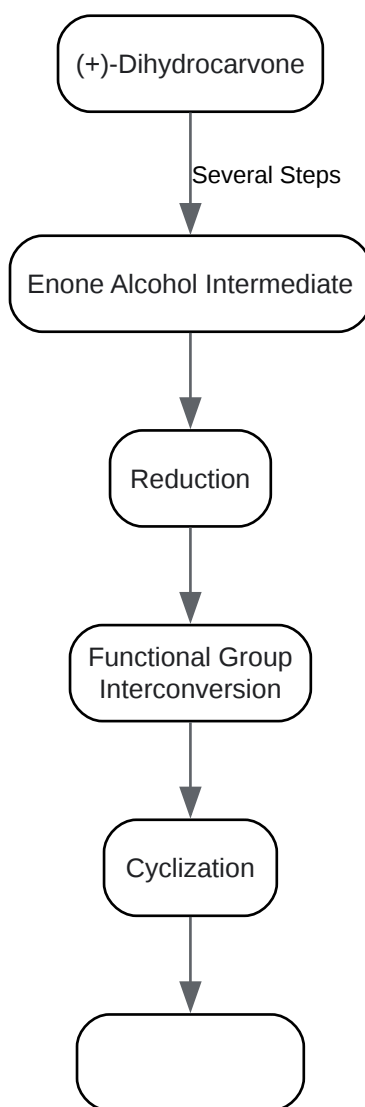 (+)-Dihydrocarvone
Several Steps
Enone Alcohol Intermediate
Reduction
Functional Group
Interconversion
Cyclization